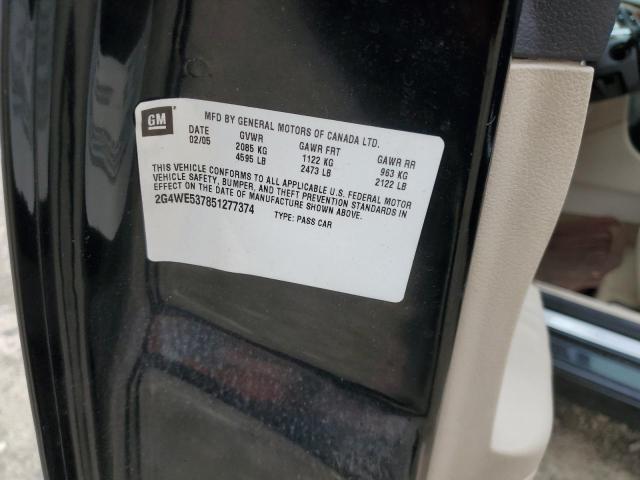 GM MFD BY GENERAL MOTORS OF CANADA LTD.
DATE GVWR GAWR FRT GAWR RR
02/05 2085 KG 1122 KG 963 KG
4595 LB 2473 LB 2122 LB
THIS VEHICLE CONFORMS TO ALL APPLICABLE U.S. FEDERAL MOTOR
VEHICLE SAFETY, BUMPER, AND THEFT PREVENTION STANDARDS IN
EFFECT ON THE DATE OF MANUFACTURE SHOWN ABOVE.
2G4WE537851277374 TYPE: PASS CAR